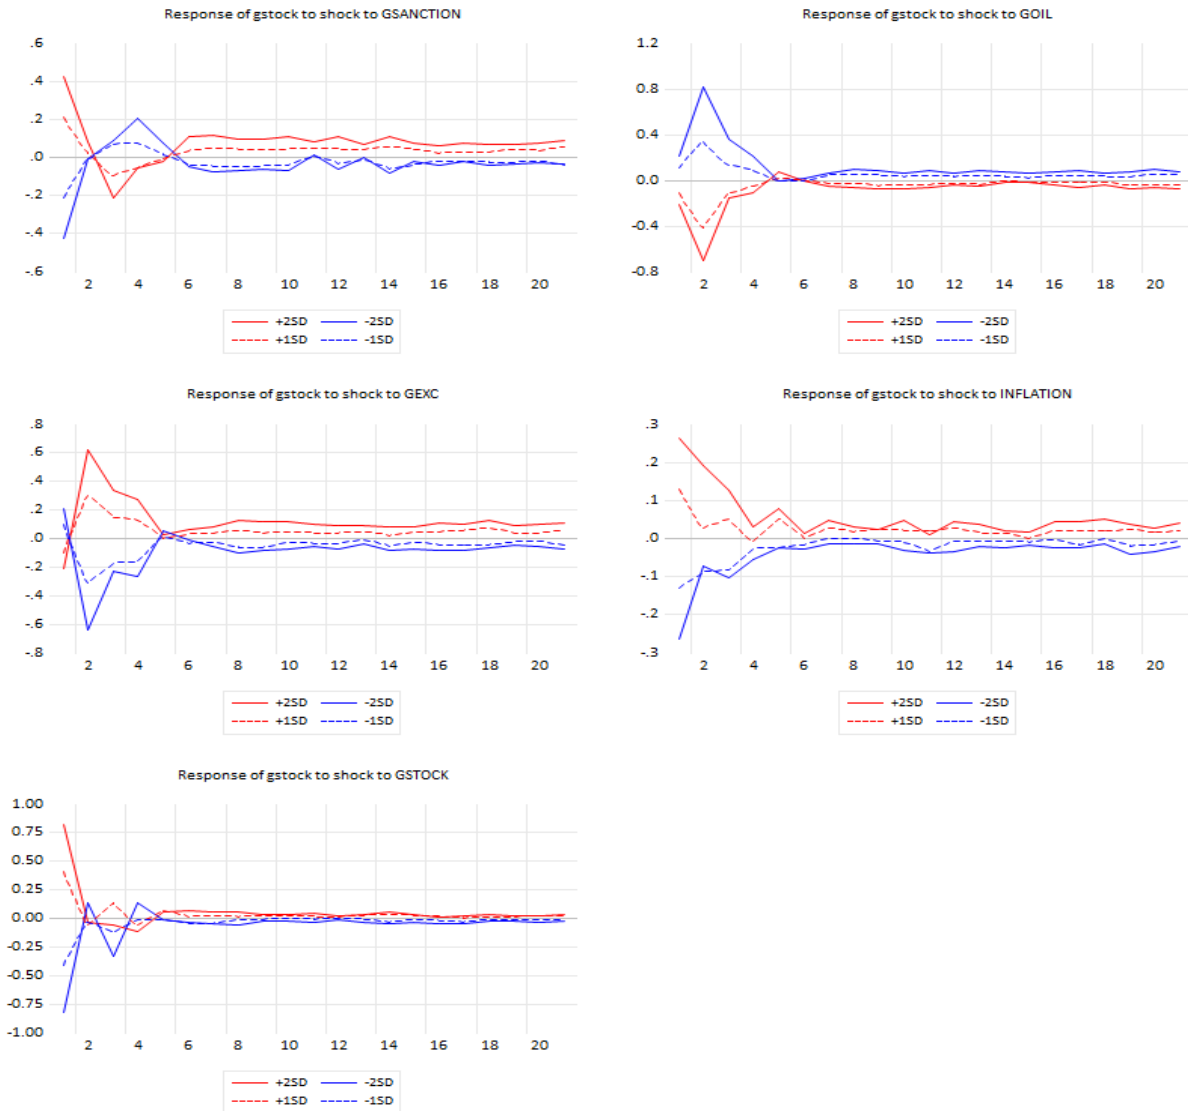 Response of gstock to shock to GSANCTION
.6
.4
.2
.0
-.2
-.4
-.6
2 4 6 8 10 12 14 16 18 20
+2SD -2SD
+1SD -1SD
Response of gstock to shock to GOIL
1.2
0.8
0.4
0.0
-0.4
-0.8
2 4 6 8 10 12 14 16 18 20
+2SD -2SD
+1SD -1SD
Response of gstock to shock to GEXC
.8
.6
.4
.2
.0
-.2
-.4
-.6
-.8
2 4 6 8 10 12 14 16 18 20
+2SD -2SD
+1SD -1SD
Response of gstock to shock to INFLATION
.3
.2
.1
.0
-.1
-.2
-.3
2 4 6 8 10 12 14 16 18 20
+2SD -2SD
+1SD -1SD
Response of gstock to shock to GSTOCK
1.00
0.75
0.50
0.25
0.00
-0.25
-0.50
-0.75
-1.00
2 4 6 8 10 12 14 16 18 20
+2SD -2SD
+1SD -1SD